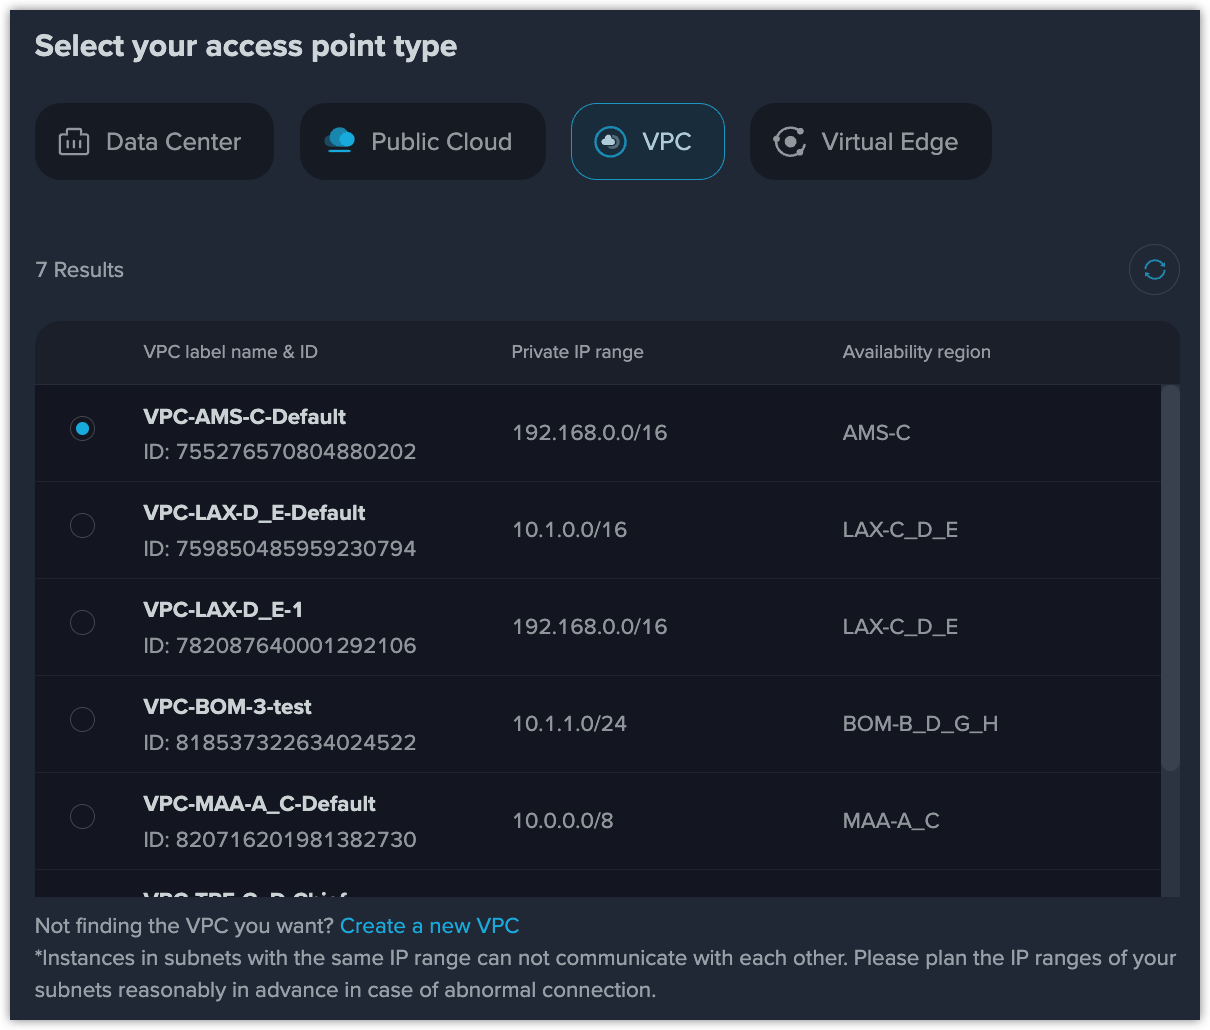 Select your access point type
Data Center
Public Cloud
VPC
Virtual Edge
7 Results
VPC label name & ID
Private IP range
Availability region
VPC-AMS-C-Default
ID: 755276570804880202
192.168.0.0/16
AMS-C
VPC-LAX-D_E-Default
ID: 759850485959230794
10.1.0.0/16
LAX-C_D_E
VPC-LAX-D_E-1
ID: 782087640001292106
192.168.0.0/16
LAX-C_D_E
VPC-BOM-3-test
ID: 818537322634024522
10.1.1.0/24
BOM-B_D_G_H
VPC-MAA-A_C-Default
ID: 820716201981382730
10.0.0.0/8
MAA-A_C
Not finding the VPC you want? Create a new VPC
*Instances in subnets with the same IP range can not communicate with each other. Please plan the IP ranges of your
subnets reasonably in advance in case of abnormal connection.